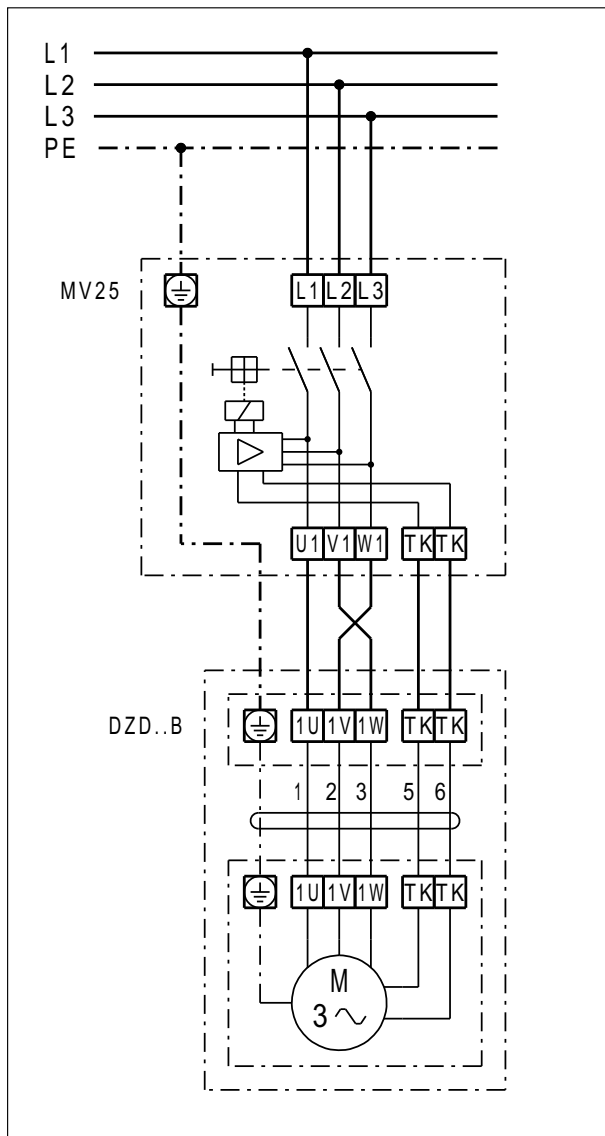 L1
L2
L3
PE
MV25
L1 L2 L3
U1 V1 W1 TK TK
DZD..B
1U 1V 1W TK TK
1 2 3 5 6
1U 1V 1W TK TK
M
3